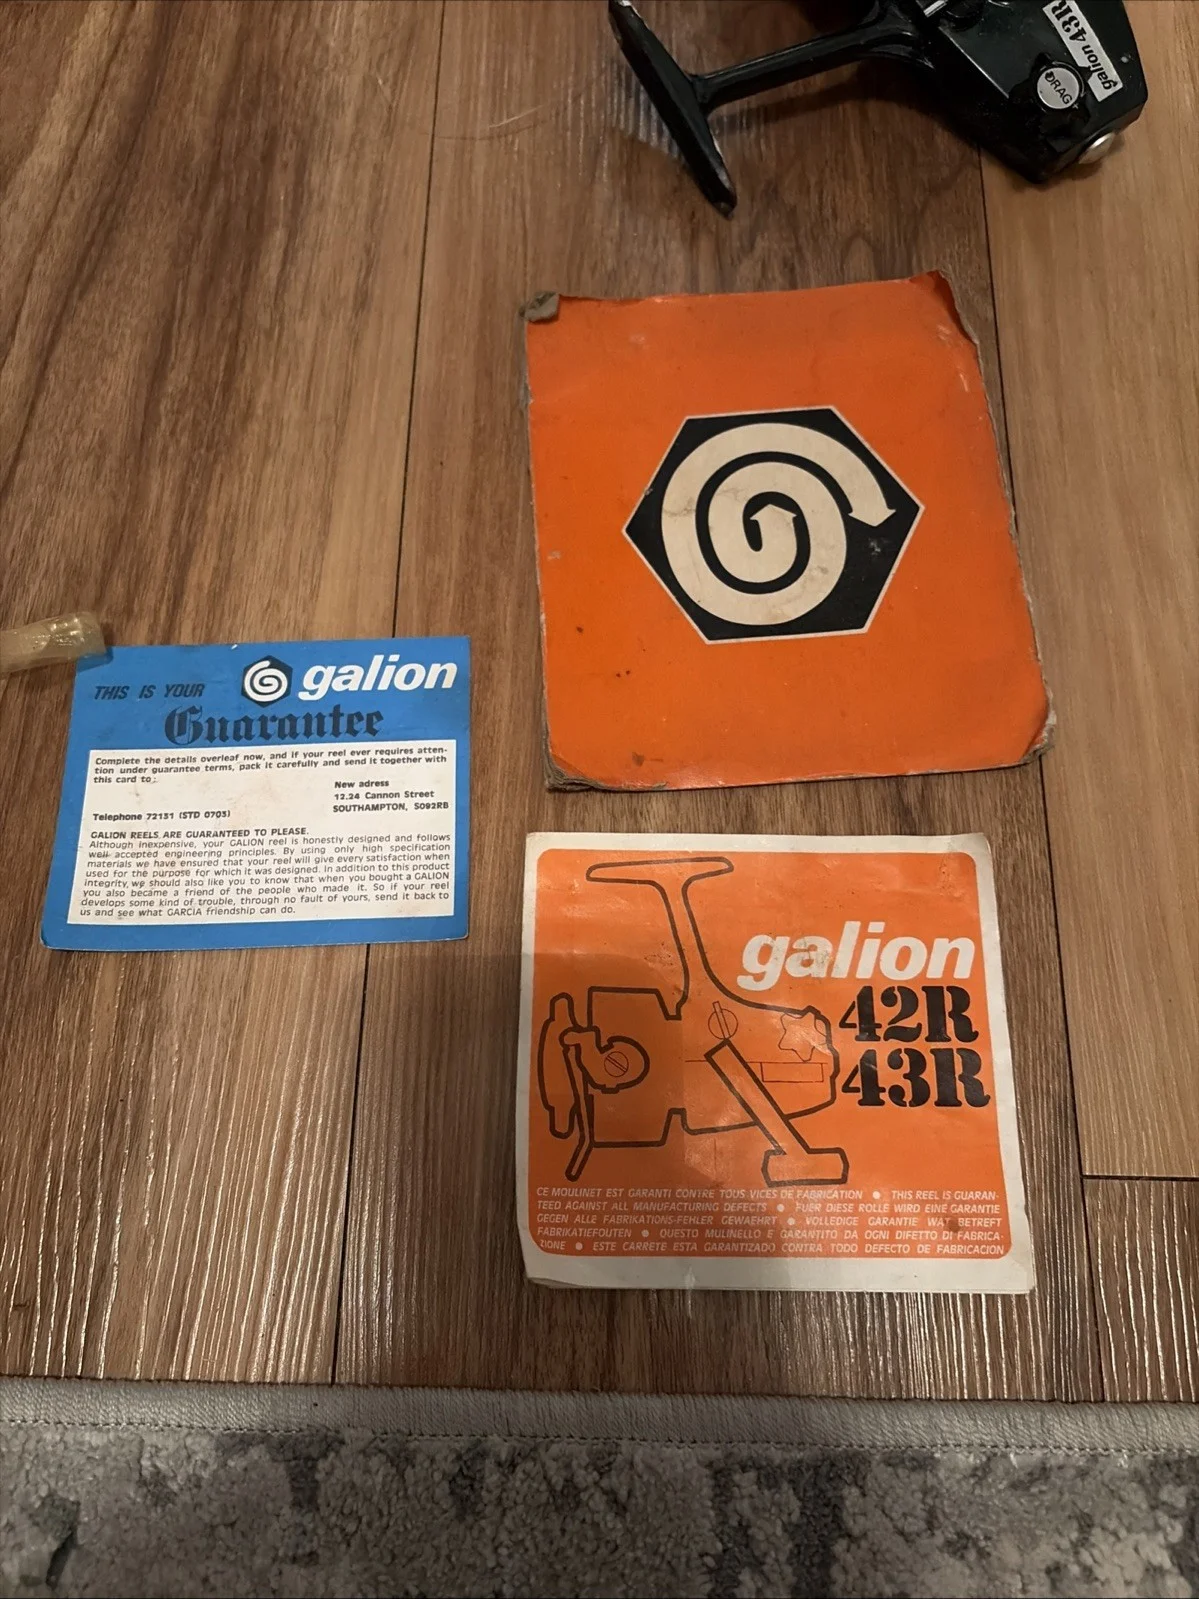 galion 43R
DRAG
THIS IS YOUR
galion
Guarantee
Complete the details overleaf now, and if your reel ever requires atten-
tion under guarantee terms, pack it carefully and send it together with
this card to:
New adress
12.24 Cannon Street
SOUTHAMPTON, S092RB
Telephone 72131 (STD 0703)
GALION REELS ARE GUARANTEED TO PLEASE.
Although inexpensive, your GALION reel is honestly designed and follows
well accepted engineering principles. By using only high specification
materials we have ensured that your reel will give every satisfaction when
used for the purpose for which it was designed. In addition to this product
integrity, we should also like you to know that when you bought a GALION
you also became a friend of the people who made it. So if your reel
develops some kind of trouble, through no fault of yours, send it back to
us and see what GARCIA friendship can do.
galion
42R
43R
CE MOULINET EST GARANTI CONTRE TOUS VICES DE FABRICATION ● THIS REEL IS GUARAN-
TEED AGAINST ALL MANUFACTURING DEFECTS ● FUER DIESE ROLLE WIRD EINE GARANTIE
GEGEN ALLE FABRIKATIONS-FEHLER GEWAEHRT ● VOLLEDIGE GARANTIE WAT BETREFT
FABRIKATIEFOUTEN ● QUESTO MULINELLO E GARANTITO DA OGNI DIFETTO DI FABRICA-
ZIONE ● ESTE CARRETE ESTA GARANTIZADO CONTRA TODO DEFECTO DE FABRICACION